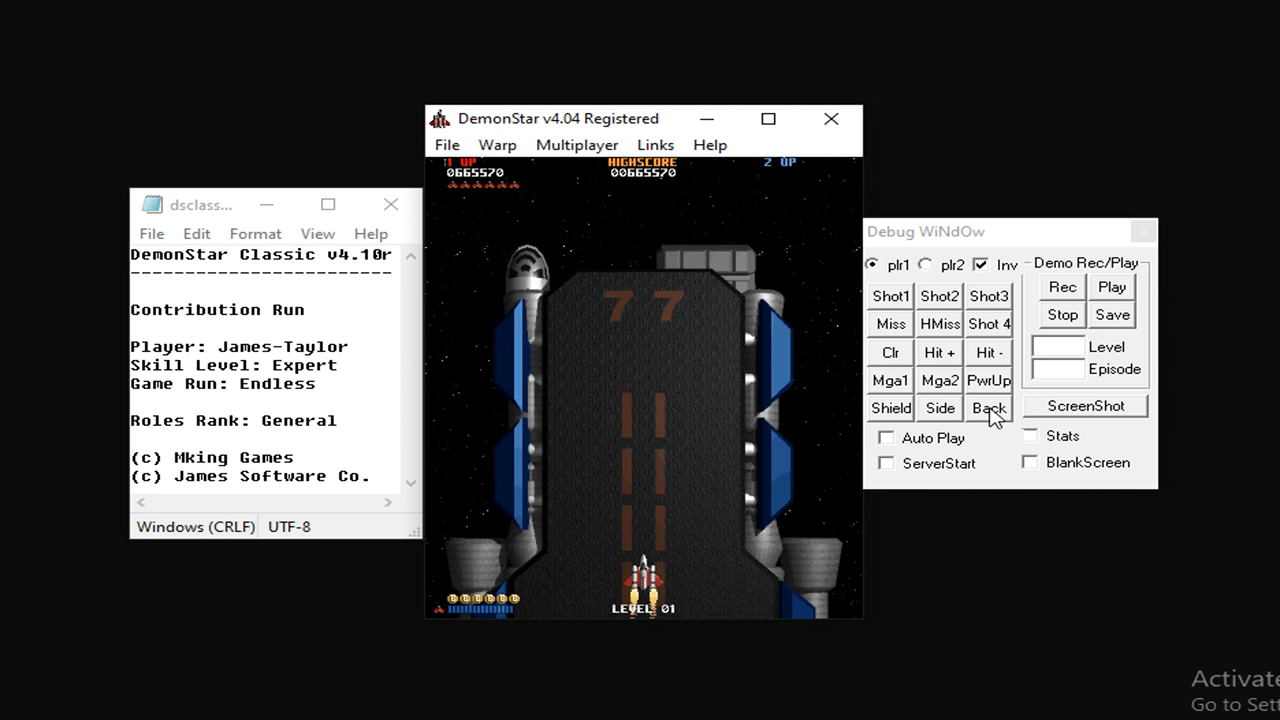 dsclass...
File Edit Format View Help
DemonStar Classic v4.10r
------------------------
Contribution Run
Player: James-Taylor
Skill Level: Expert
Game Run: Endless
Roles Rank: General
(c) Mking Games
(c) James Software Co.
Windows (CRLF) UTF-8
DemonStar v4.04 Registered
File Warp Multiplayer Links Help
1 UP HIGHSCORE 2 UP
0665570 00665570
7 7
LEVEL 01
Debug WiNdOw
plr1 plr2 Inv
Shot1 Shot2 Shot3
Miss HMiss Shot 4
Clr Hit + Hit -
Mga1 Mga2 PwrUp
Shield Side Back
Auto Play
ServerStart
Demo Rec/Play
Rec Play
Stop Save
Level
Episode
ScreenShot
Stats
BlankScreen
Activate
Go to Sett